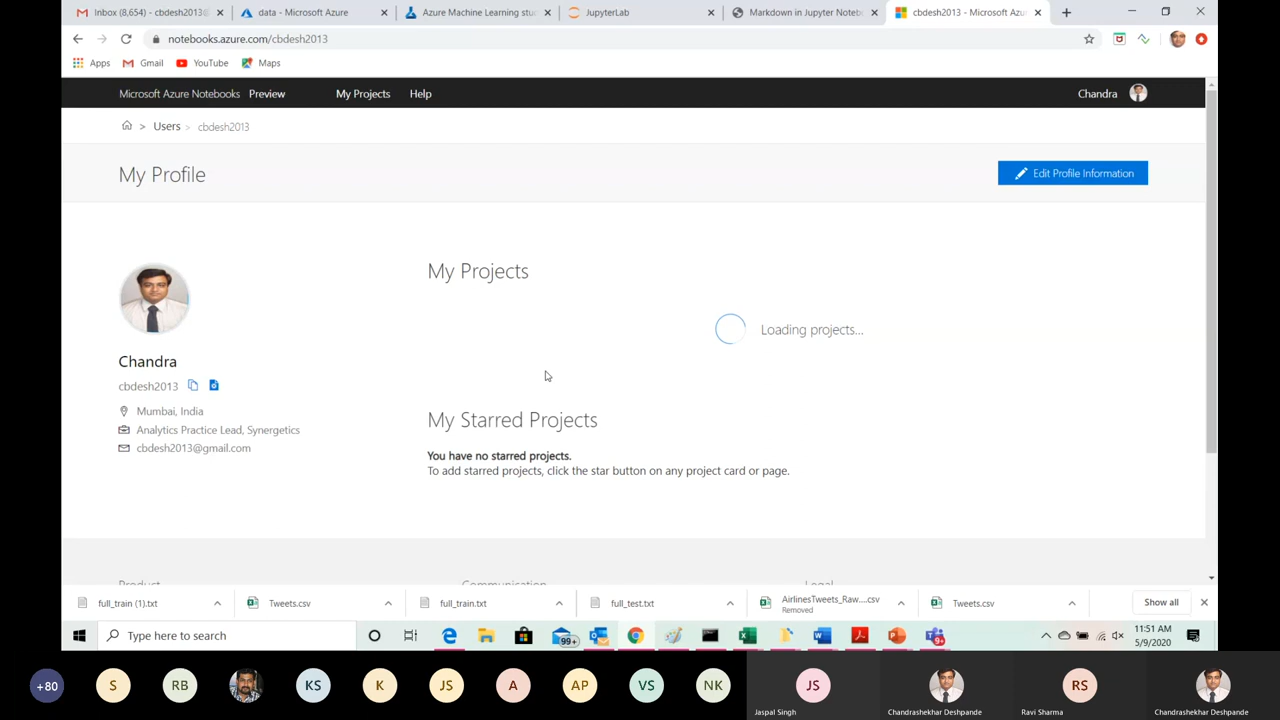 Inbox (8,654) - cbdesh2013@
data - Microsoft Azure
Azure Machine Learning stu
JupyterLab
Markdown in Jupyter Noteb
cbdesh2013 - Microsoft Azu
notebooks.azure.com/cbdesh2013
Apps Gmail YouTube Maps
Microsoft Azure Notebooks Preview My Projects Help Chandra
> Users > cbdesh2013
My Profile
Edit Profile Information
My Projects
Loading projects...
Chandra
cbdesh2013
Mumbai, India
Analytics Practice Lead, Synergetics
cbdesh2013@gmail.com
My Starred Projects
You have no starred projects.
To add starred projects, click the star button on any project card or page.
Product Communication Legal
full_train (1).txt
Tweets.csv
full_train.txt
full_test.txt
AirlinesTweets_Raw....csv
Removed
Tweets.csv
Show all
Type here to search
99+
9+
11:51 AM
5/9/2020
+80 S RB KS K JS A AP VS NK JS RS
Jaspal Singh
Chandrashekhar Deshpande
Ravi Sharma
Chandrashekhar Deshpande